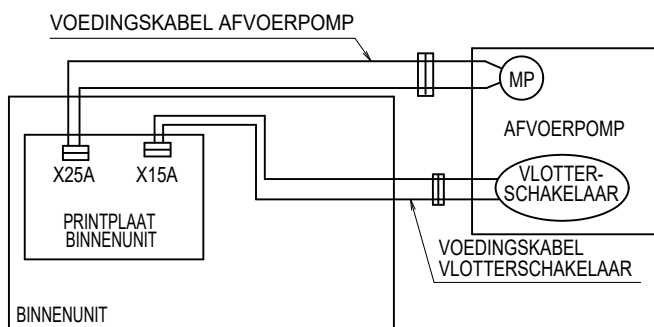 VOEDINGSKABEL AFVOERPOMP
MP
AFVOERPOMP
X25A
X15A
VLOTTER-
SCHAKELAAR
PRINTPLAAT
BINNENUNIT
VOEDINGSKABEL
VLOTTERSCHAKELAAR
BINNENUNIT